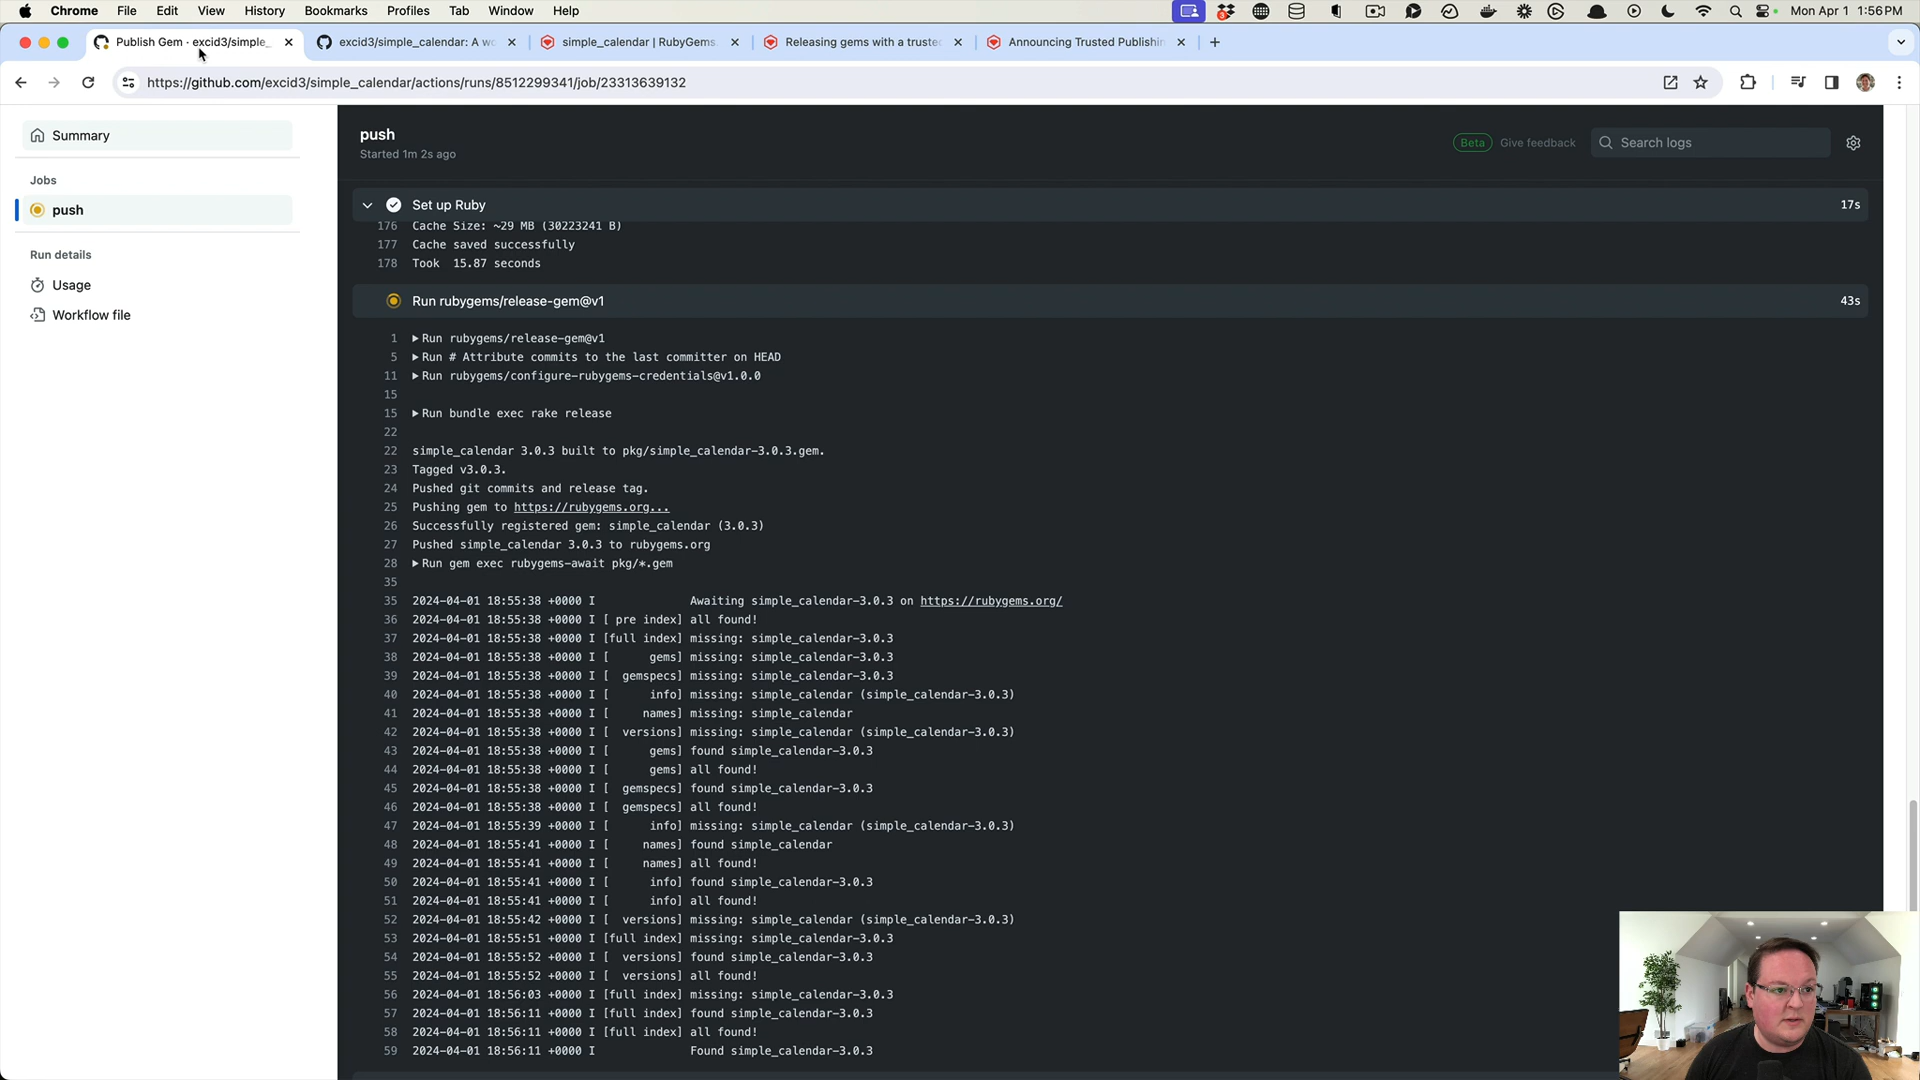 Chrome File Edit View History Bookmarks Profiles Tab Window Help Mon Apr 1 1:56 PM
Publish Gem · excid3/simple_ excid3/simple_calendar: A wo simple_calendar | RubyGems. Releasing gems with a truste Announcing Trusted Publishin
https://github.com/excid3/simple_calendar/actions/runs/8512299341/job/23313639132
Summary
Jobs
push
Run details
Usage
Workflow file
push
Started 1m 2s ago
Beta Give feedback Search logs
Set up Ruby 17s
176 Cache Size: ~29 MB (30223241 B)
177 Cache saved successfully
178 Took 15.87 seconds
Run rubygems/release-gem@v1 43s
1 Run rubygems/release-gem@v1
5 Run # Attribute commits to the last committer on HEAD
11 Run rubygems/configure-rubygems-credentials@v1.0.0
15
15 Run bundle exec rake release
22
22 simple_calendar 3.0.3 built to pkg/simple_calendar-3.0.3.gem.
23 Tagged v3.0.3.
24 Pushed git commits and release tag.
25 Pushing gem to https://rubygems.org...
26 Successfully registered gem: simple_calendar (3.0.3)
27 Pushed simple_calendar 3.0.3 to rubygems.org
28 Run gem exec rubygems-await pkg/*.gem
35
35 2024-04-01 18:55:38 +0000 I Awaiting simple_calendar-3.0.3 on https://rubygems.org/
36 2024-04-01 18:55:38 +0000 I [ pre index] all found!
37 2024-04-01 18:55:38 +0000 I [full index] missing: simple_calendar-3.0.3
38 2024-04-01 18:55:38 +0000 I [ gems] missing: simple_calendar-3.0.3
39 2024-04-01 18:55:38 +0000 I [ gemspecs] missing: simple_calendar-3.0.3
40 2024-04-01 18:55:38 +0000 I [ info] missing: simple_calendar (simple_calendar-3.0.3)
41 2024-04-01 18:55:38 +0000 I [ names] missing: simple_calendar
42 2024-04-01 18:55:38 +0000 I [ versions] missing: simple_calendar (simple_calendar-3.0.3)
43 2024-04-01 18:55:38 +0000 I [ gems] found simple_calendar-3.0.3
44 2024-04-01 18:55:38 +0000 I [ gems] all found!
45 2024-04-01 18:55:38 +0000 I [ gemspecs] found simple_calendar-3.0.3
46 2024-04-01 18:55:38 +0000 I [ gemspecs] all found!
47 2024-04-01 18:55:39 +0000 I [ info] missing: simple_calendar (simple_calendar-3.0.3)
48 2024-04-01 18:55:41 +0000 I [ names] found simple_calendar
49 2024-04-01 18:55:41 +0000 I [ names] all found!
50 2024-04-01 18:55:41 +0000 I [ info] found simple_calendar-3.0.3
51 2024-04-01 18:55:41 +0000 I [ info] all found!
52 2024-04-01 18:55:42 +0000 I [ versions] missing: simple_calendar (simple_calendar-3.0.3)
53 2024-04-01 18:55:51 +0000 I [full index] missing: simple_calendar-3.0.3
54 2024-04-01 18:55:52 +0000 I [ versions] found simple_calendar-3.0.3
55 2024-04-01 18:55:52 +0000 I [ versions] all found!
56 2024-04-01 18:56:03 +0000 I [full index] missing: simple_calendar-3.0.3
57 2024-04-01 18:56:11 +0000 I [full index] found simple_calendar-3.0.3
58 2024-04-01 18:56:11 +0000 I [full index] all found!
59 2024-04-01 18:56:11 +0000 I Found simple_calendar-3.0.3